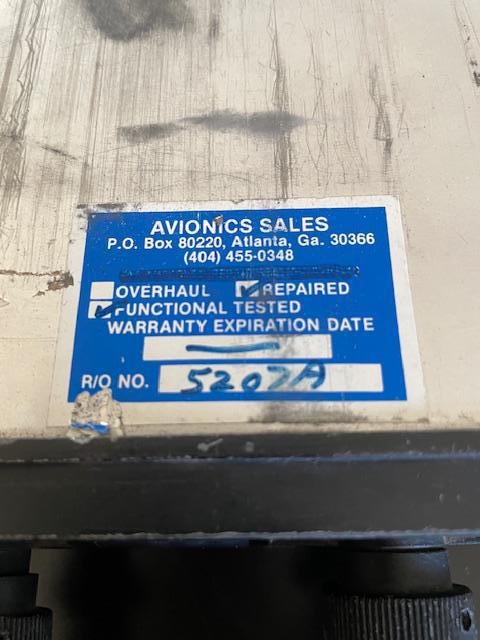 AVIONICS SALES
P.O. Box 80220, Atlanta, Ga. 30366
(404) 455-0348
OVERHAUL REPAIRED
FUNCTIONAL TESTED
WARRANTY EXPIRATION DATE
R/O NO. 5207A